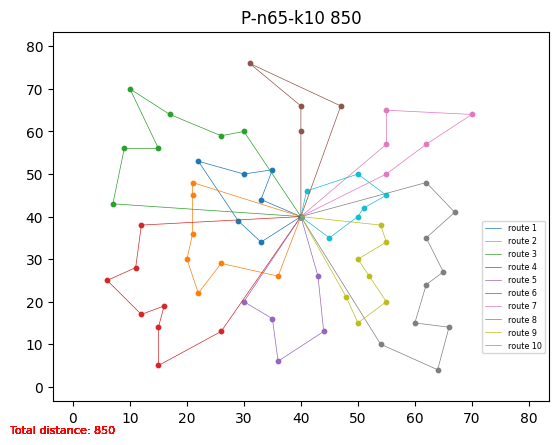 P-n65-k10 850
80
70
60
50
40
30
20
10
0
0 10 20 30 40 50 60 70 80
route 1
route 2
route 3
route 4
route 5
route 6
route 7
route 8
route 9
route 10
Total distance: 850